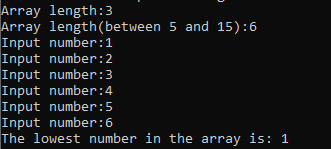 Array length:3
Array length(between 5 and 15):6
Input number:1
Input number:2
Input number:3
Input number:4
Input number:5
Input number:6
The lowest number in the array is: 1